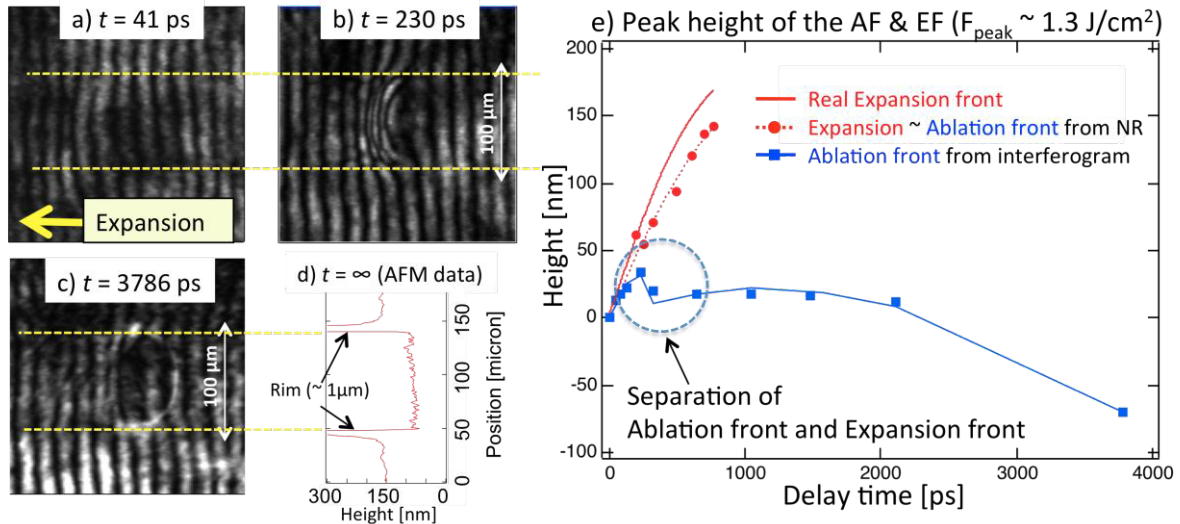 a) t = 41 ps
Expansion
b) t = 230 ps
100 µm
c) t = 3786 ps
100 µm
d) t = ∞ (AFM data)
Rim (~ 1µm)
300 150 0
Height [nm]
150
100
50
0
Position [micron]
e) Peak height of the AF & EF (F_peak ~ 1.3 J/cm²)
Real Expansion front
Expansion ~ Ablation front from NR
Ablation front from interferogram
Separation of
Ablation front and Expansion front
200
150
100
50
0
-50
-100
Height [nm]
0 1000 2000 3000 4000
Delay time [ps]